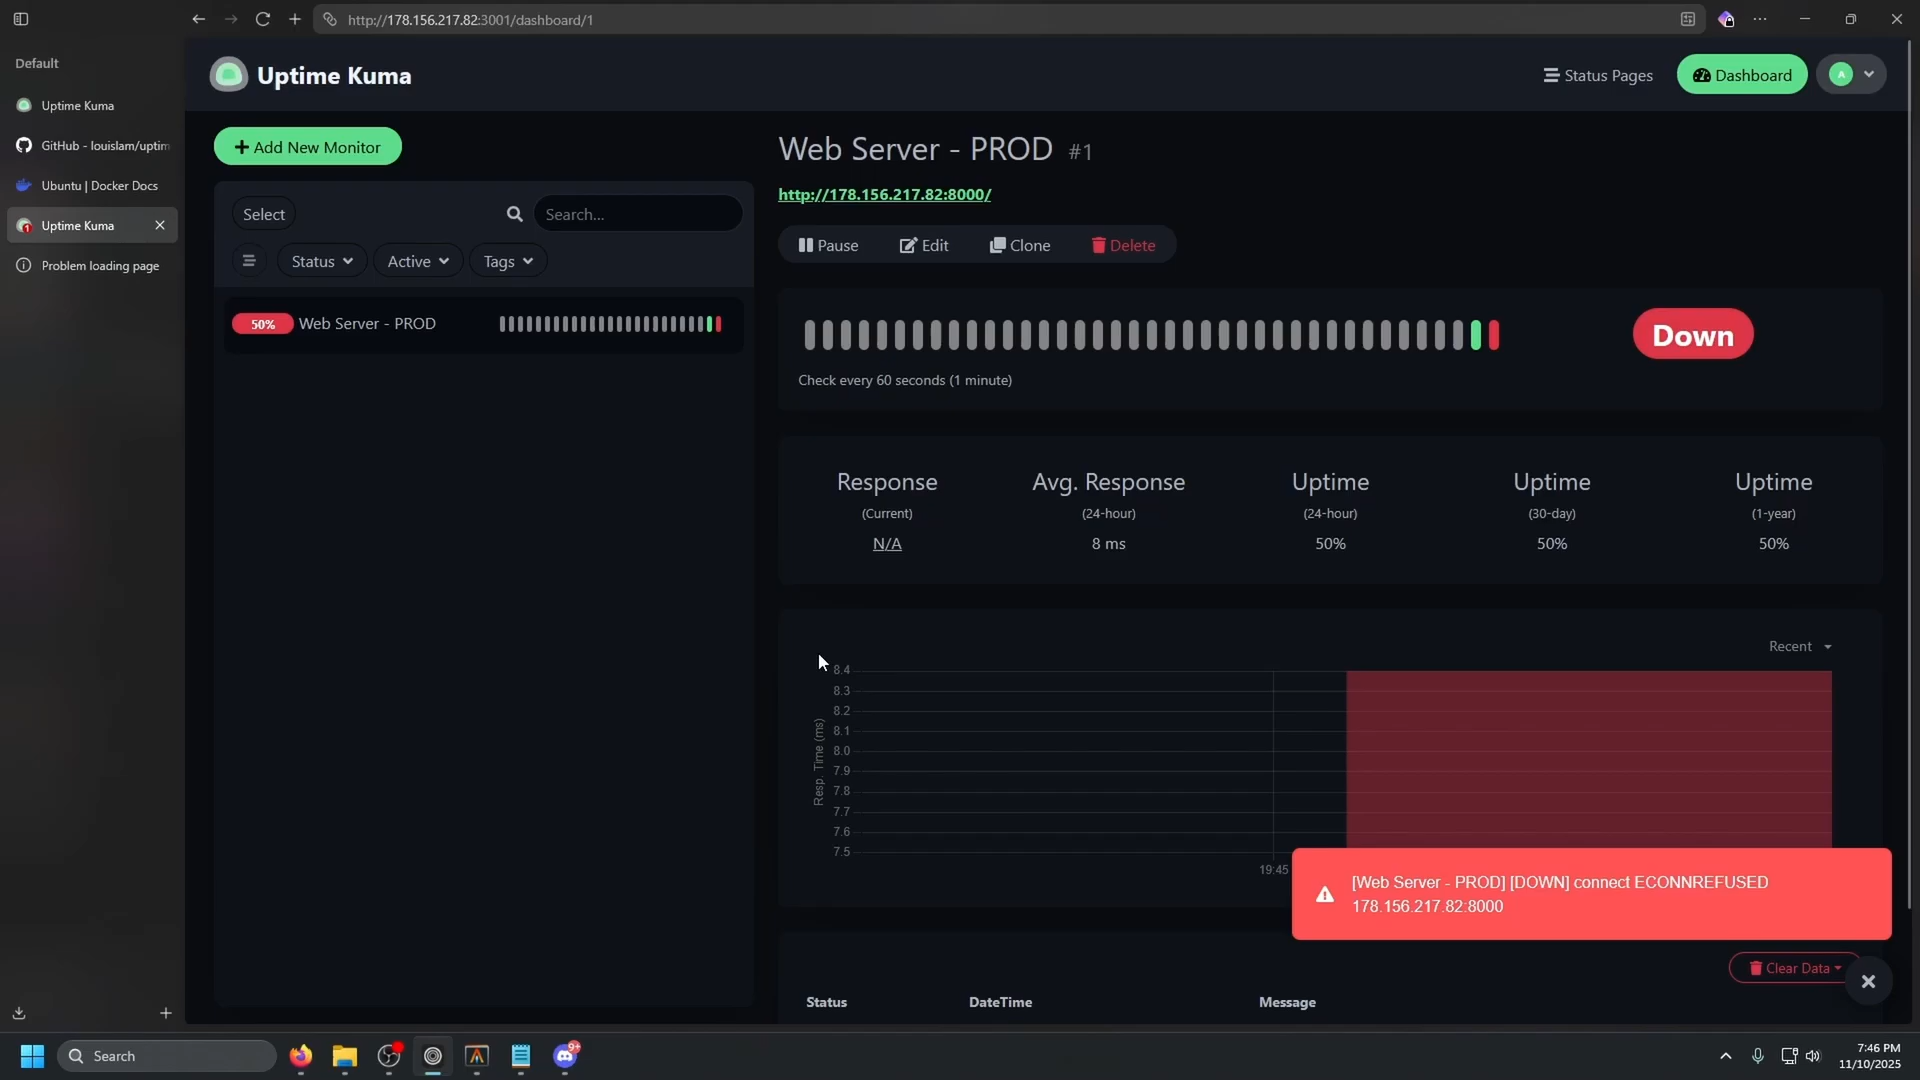 http://178.156.217.82:3001/dashboard/1
Default
Uptime Kuma
GitHub - louislam/uptim
Ubuntu | Docker Docs
Uptime Kuma
Problem loading page
Uptime Kuma
Status Pages
Dashboard
A
Add New Monitor
Select
Search...
Status
Active
Tags
50%
Web Server - PROD
Web Server - PROD #1
http://178.156.217.82:8000/
Pause
Edit
Clone
Delete
Down
Check every 60 seconds (1 minute)
Response
(Current)
N/A
Avg. Response
(24-hour)
8 ms
Uptime
(24-hour)
50%
Uptime
(30-day)
50%
Uptime
(1-year)
50%
Recent
Resp. Time (ms)
8.4
8.3
8.2
8.1
8.0
7.9
7.8
7.7
7.6
7.5
19:45
[Web Server - PROD] [DOWN] connect ECONNREFUSED
178.156.217.82:8000
Clear Data
Status
DateTime
Message
Search
9+
7:46 PM
11/10/2025